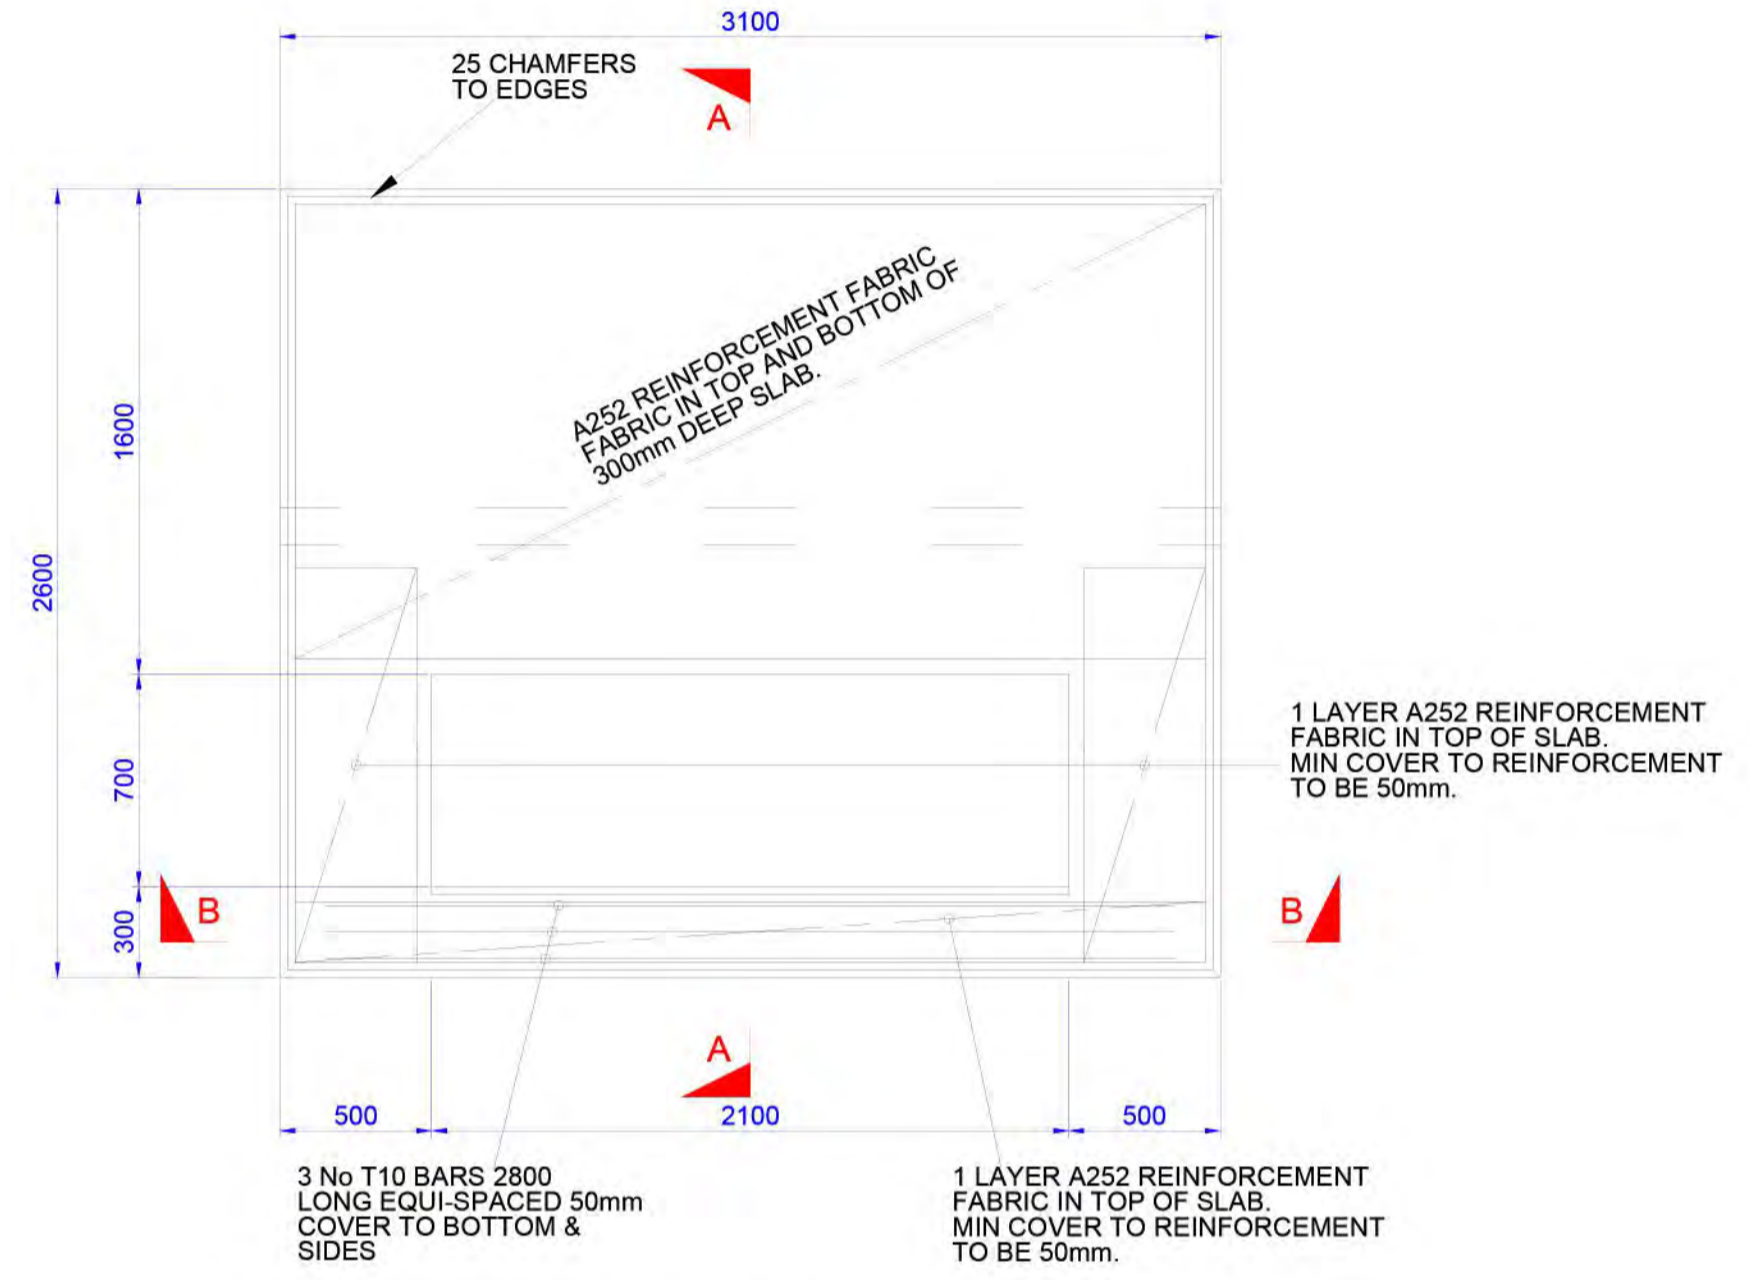 3100
25 CHAMFERS
TO EDGES
A
A252 REINFORCEMENT FABRIC
FABRIC IN TOP AND BOTTOM OF
300mm DEEP SLAB.
1600
2600
700
300
1 LAYER A252 REINFORCEMENT
FABRIC IN TOP OF SLAB.
MIN COVER TO REINFORCEMENT
TO BE 50mm.
B
B
A
500
2100
500
3 No T10 BARS 2800
LONG EQUI-SPACED 50mm
COVER TO BOTTOM &
SIDES
1 LAYER A252 REINFORCEMENT
FABRIC IN TOP OF SLAB.
MIN COVER TO REINFORCEMENT
TO BE 50mm.